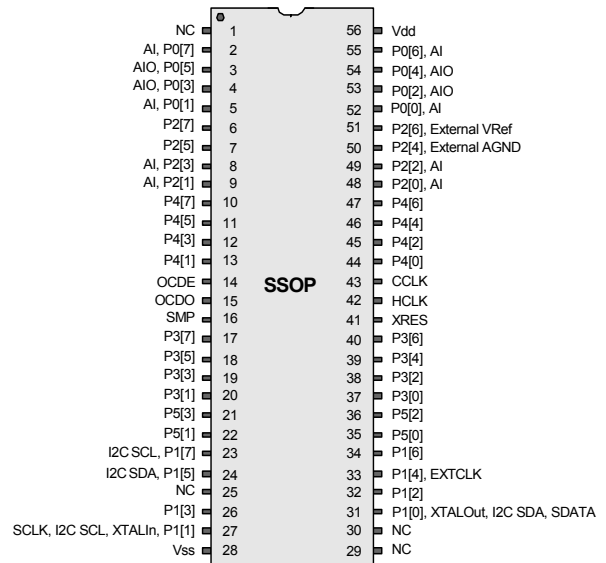 NC 1 56 Vdd
AI, P0[7] 2 55 P0[6], AI
AIO, P0[5] 3 54 P0[4], AIO
AIO, P0[3] 4 53 P0[2], AIO
AI, P0[1] 5 52 P0[0], AI
P2[7] 6 51 P2[6], External VRef
P2[5] 7 50 P2[4], External AGND
AI, P2[3] 8 49 P2[2], AI
AI, P2[1] 9 48 P2[0], AI
P4[7] 10 47 P4[6]
P4[5] 11 46 P4[4]
P4[3] 12 45 P4[2]
P4[1] 13 44 P4[0]
OCDE 14 SSOP 43 CCLK
OCDO 15 42 HCLK
SMP 16 41 XRES
P3[7] 17 40 P3[6]
P3[5] 18 39 P3[4]
P3[3] 19 38 P3[2]
P3[1] 20 37 P3[0]
P5[3] 21 36 P5[2]
P5[1] 22 35 P5[0]
I2C SCL, P1[7] 23 34 P1[6]
I2C SDA, P1[5] 24 33 P1[4], EXTCLK
NC 25 32 P1[2]
P1[3] 26 31 P1[0], XTALOut, I2C SDA, SDATA
SCLK, I2C SCL, XTALIn, P1[1] 27 30 NC
Vss 28 29 NC